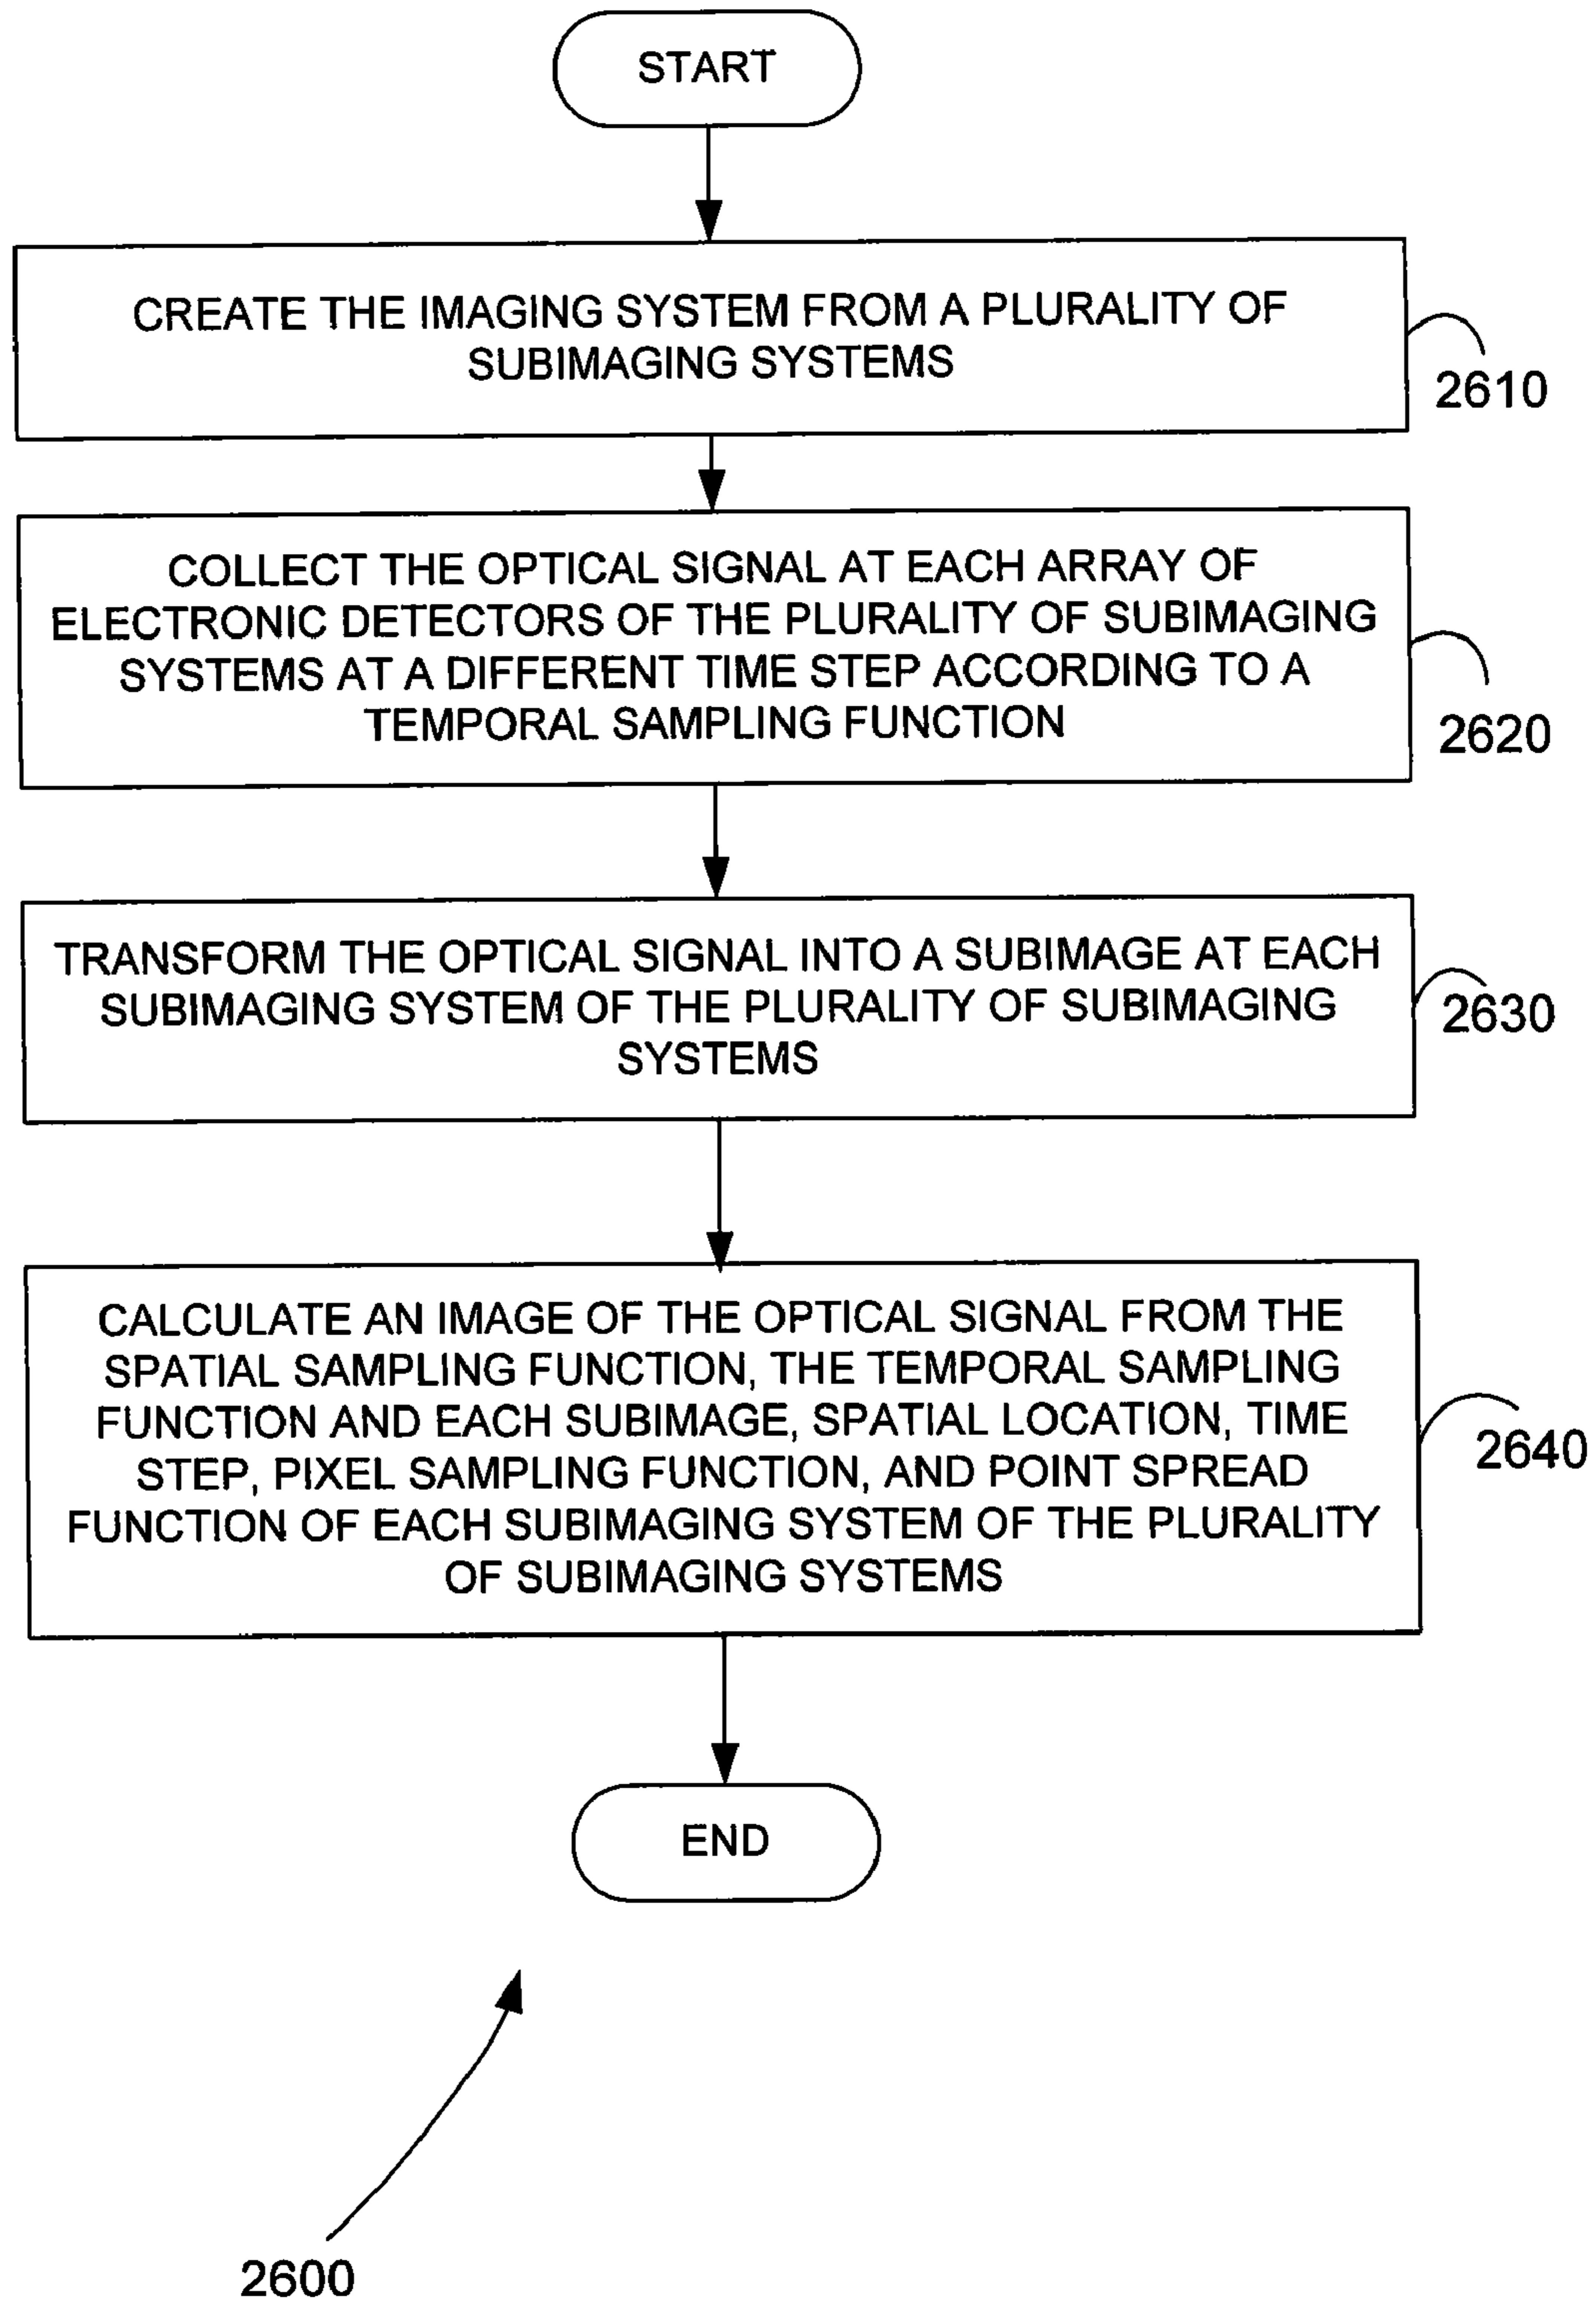 START
CREATE THE IMAGING SYSTEM FROM A PLURALITY OF
SUBIMAGING SYSTEMS
2610
COLLECT THE OPTICAL SIGNAL AT EACH ARRAY OF
ELECTRONIC DETECTORS OF THE PLURALITY OF SUBIMAGING
SYSTEMS AT A DIFFERENT TIME STEP ACCORDING TO A
TEMPORAL SAMPLING FUNCTION
2620
TRANSFORM THE OPTICAL SIGNAL INTO A SUBIMAGE AT EACH
SUBIMAGING SYSTEM OF THE PLURALITY OF SUBIMAGING
SYSTEMS
2630
CALCULATE AN IMAGE OF THE OPTICAL SIGNAL FROM THE
SPATIAL SAMPLING FUNCTION, THE TEMPORAL SAMPLING
FUNCTION AND EACH SUBIMAGE, SPATIAL LOCATION, TIME
STEP, PIXEL SAMPLING FUNCTION, AND POINT SPREAD
FUNCTION OF EACH SUBIMAGING SYSTEM OF THE PLURALITY
OF SUBIMAGING SYSTEMS
2640
END
2600